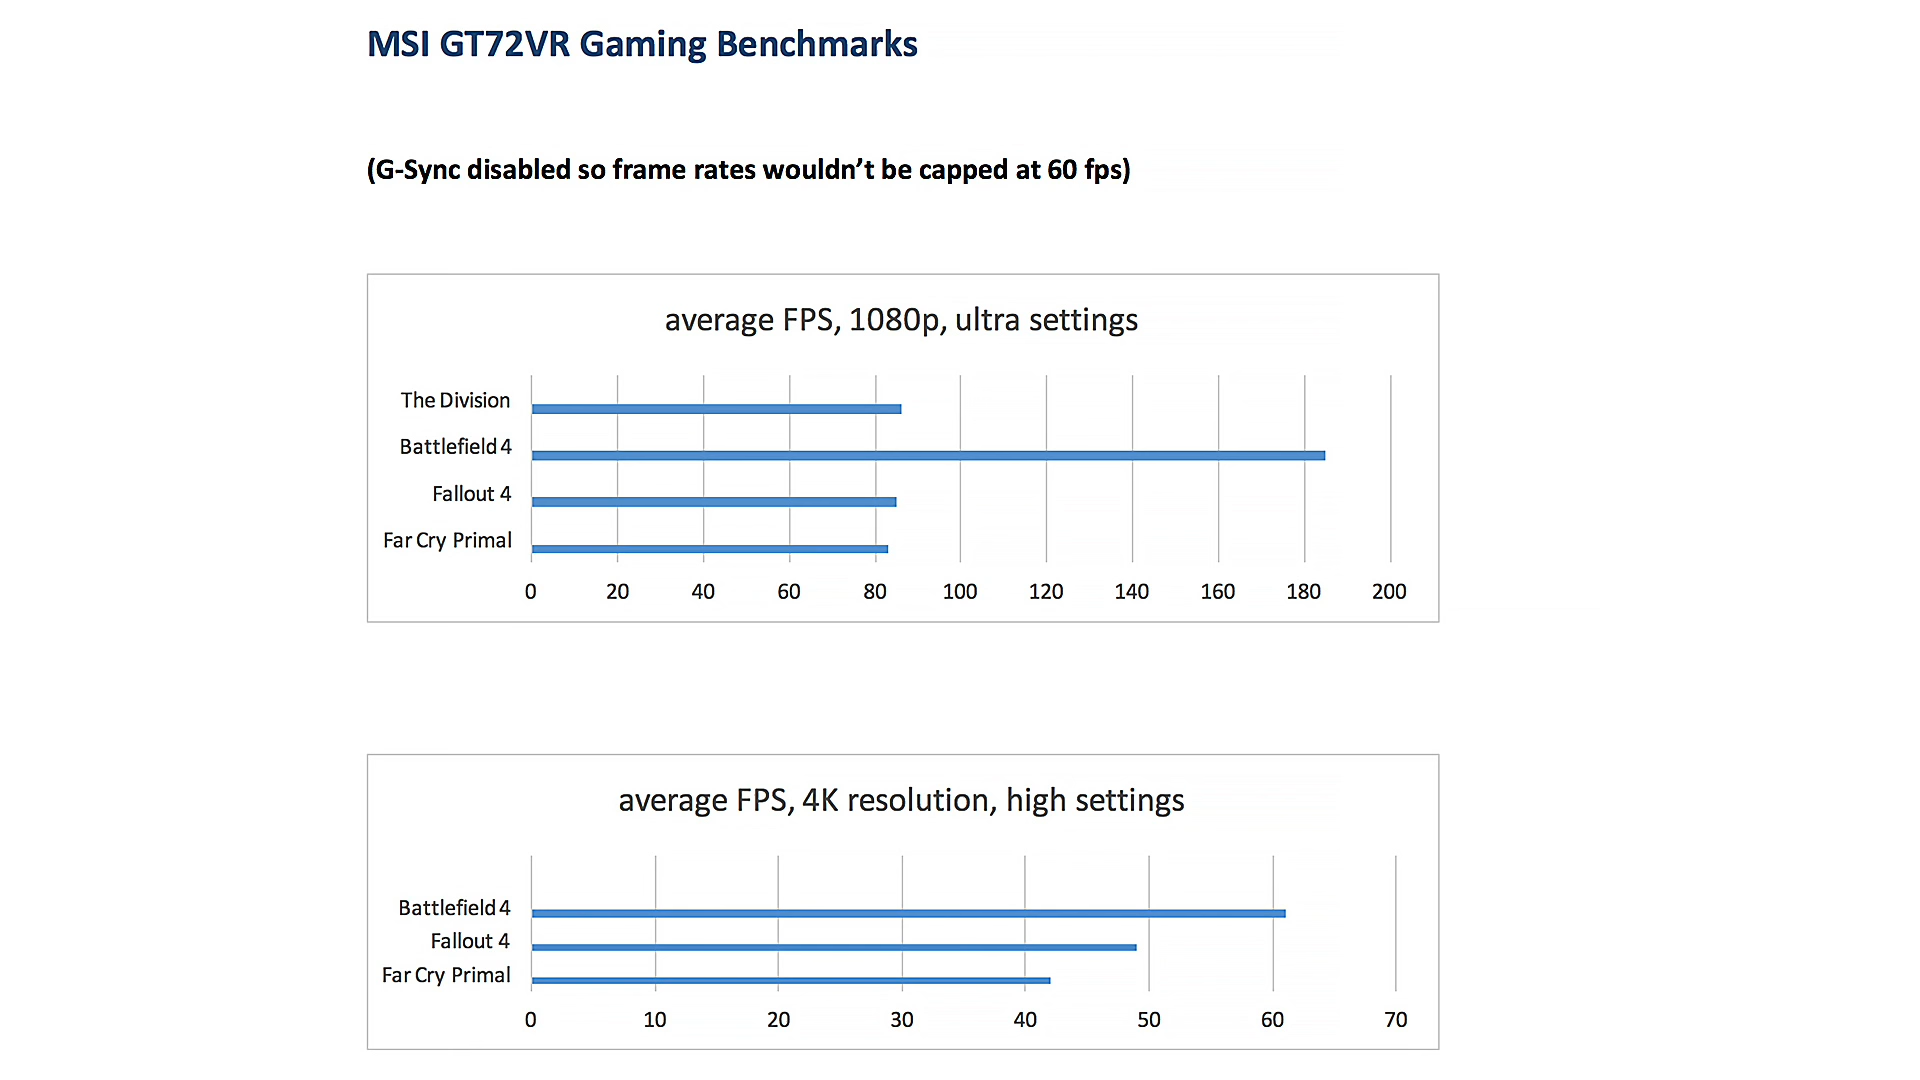 MSI GT72VR Gaming Benchmarks
(G-Sync disabled so frame rates wouldn’t be capped at 60 fps)
average FPS, 1080p, ultra settings
The Division
Battlefield 4
Fallout 4
Far Cry Primal
0 20 40 60 80 100 120 140 160 180 200
average FPS, 4K resolution, high settings
Battlefield 4
Fallout 4
Far Cry Primal
0 10 20 30 40 50 60 70